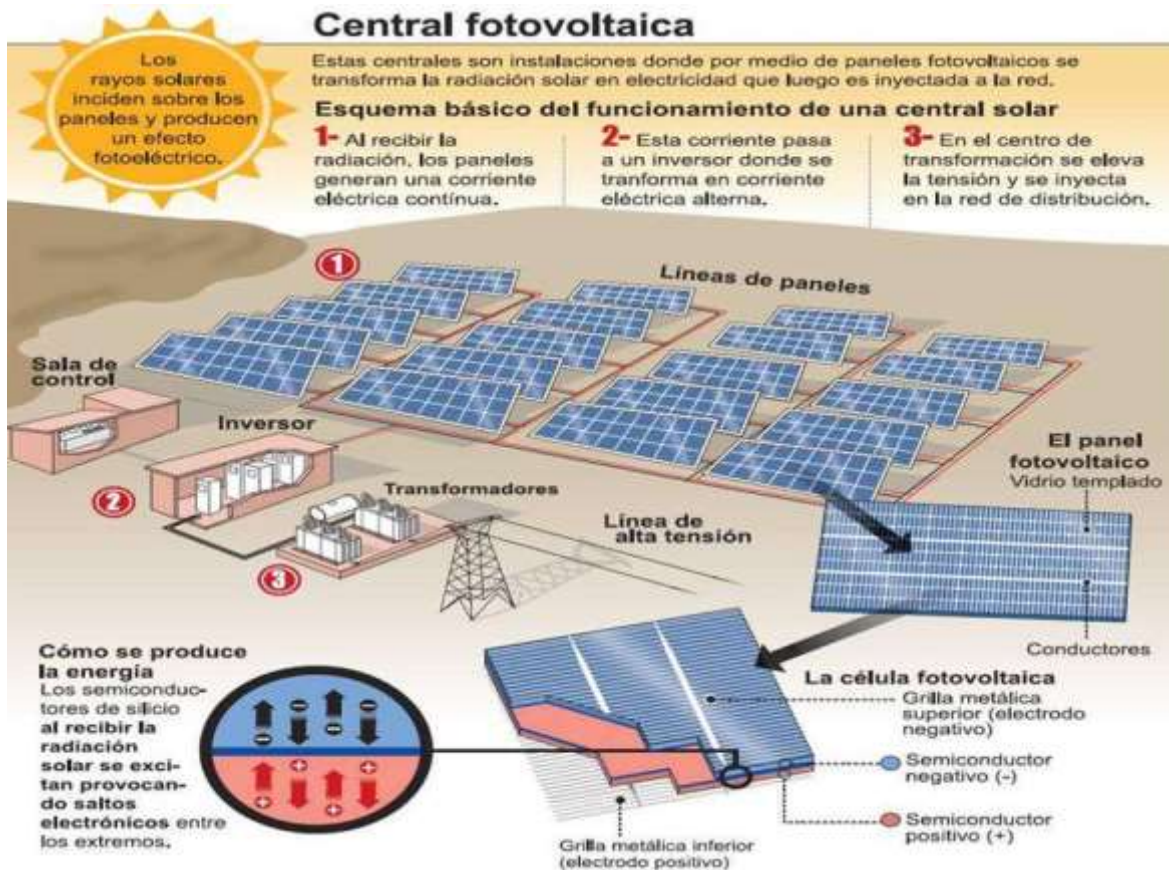 Central fotovoltaica
Los
rayos solares
inciden sobre los
paneles y producen
un efecto
fotoeléctrico.
Estas centrales son instalaciones donde por medio de paneles fotovoltaicos se
transforma la radiación solar en electricidad que luego es inyectada a la red.
Esquema básico del funcionamiento de una central solar
1- Al recibir la
radiación, los paneles
generan una corriente
eléctrica contínua.
2- Esta corriente pasa
a un inversor donde se
tranforma en corriente
eléctrica alterna.
3- En el centro de
transformación se eleva
la tensión y se inyecta
en la red de distribución.
1
Líneas de paneles
Sala de
control
Inversor
2
Transformadores
3
Línea de
alta tensión
El panel
fotovoltaico
Vidrio templado
Conductores
Cómo se produce
la energía
Los semiconduc-
tores de silicio
al recibir la
radiación
solar se exci-
tan provocan-
do saltos
electrónicos entre
los extremos.
La célula fotovoltaica
Grilla metálica
superior (electrodo
negativo)
Semiconductor
negativo (-)
Semiconductor
positivo (+)
Grilla metálica inferior
(electrodo positivo)